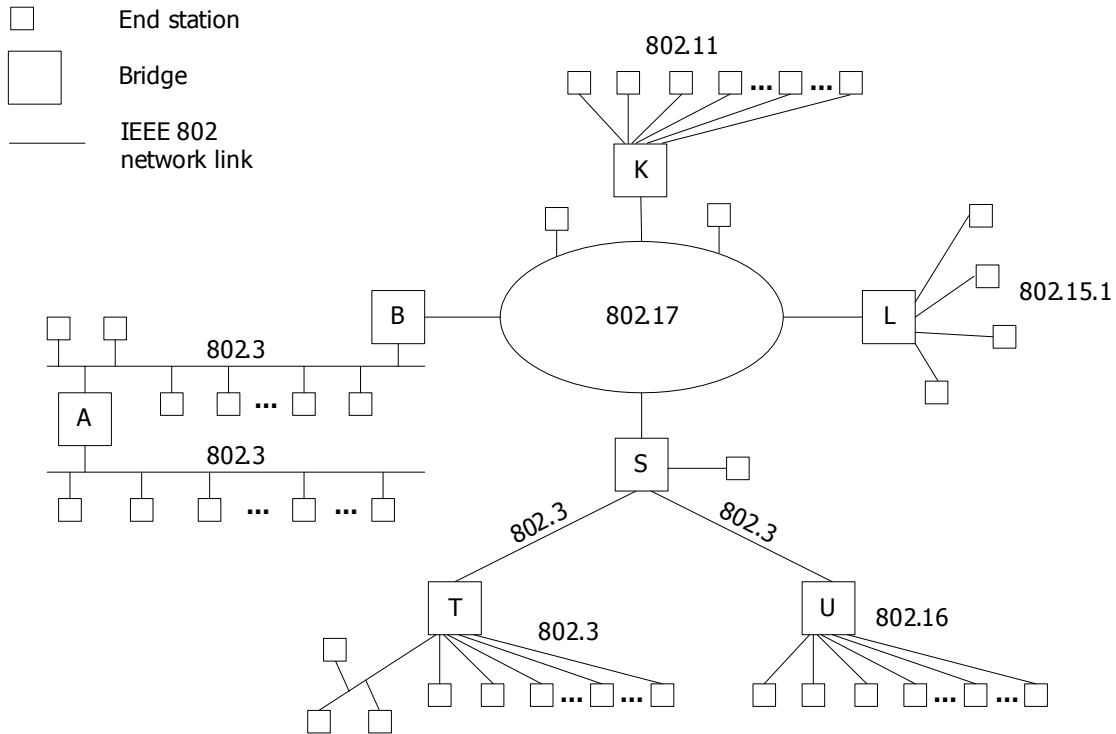 End station
Bridge
IEEE 802
network link
802.11
... ...
K
802.17
B
L
802.15.1
802.3
...
A
802.3
... ...
S
802.3
802.3
T
U
802.3
802.16
... ...
... ...